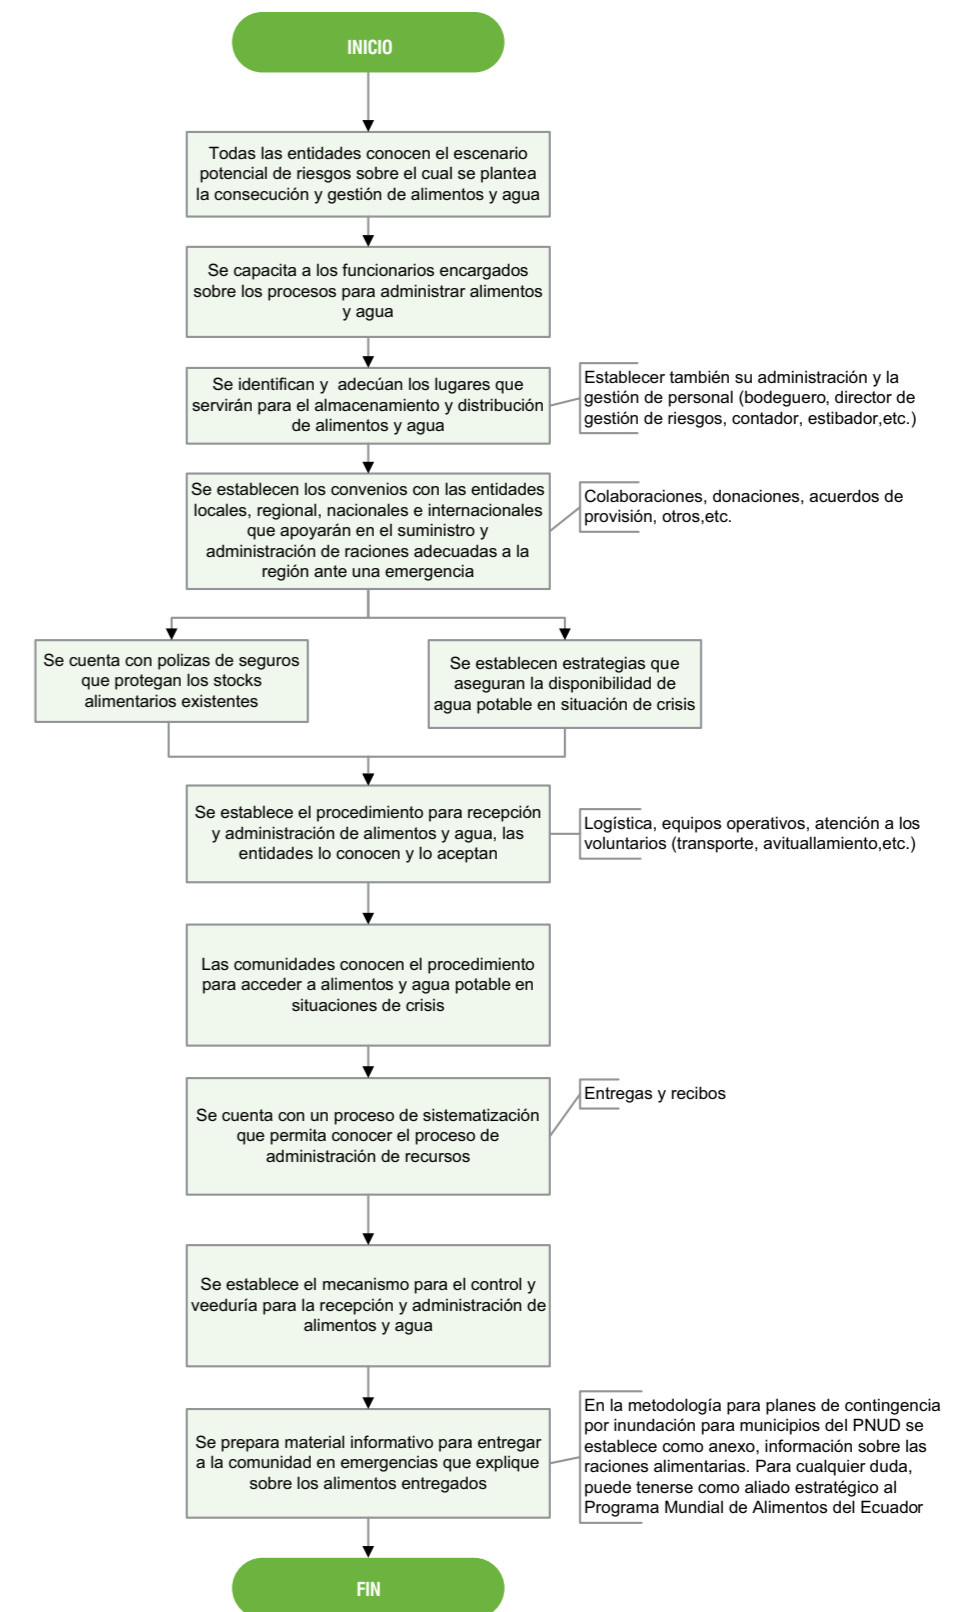 INICIO
Todas las entidades conocen el escenario
potencial de riesgos sobre el cual se plantea
la consecución y gestión de alimentos y agua
Se capacita a los funcionarios encargados
sobre los procesos para administrar alimentos
y agua
Se identifican y adecúan los lugares que
servirán para el almacenamiento y distribución
de alimentos y agua
Establecer también su administración y la
gestión de personal (bodeguero, director de
gestión de riesgos, contador, estibador,etc.)
Se establecen los convenios con las entidades
locales, regional, nacionales e internacionales
que apoyarán en el suministro y
administración de raciones adecuadas a la
región ante una emergencia
Colaboraciones, donaciones, acuerdos de
provisión, otros,etc.
Se cuenta con polizas de seguros
que protegan los stocks
alimentarios existentes
Se establecen estrategias que
aseguran la disponibilidad de
agua potable en situación de crisis
Se establece el procedimiento para recepción
y administración de alimentos y agua, las
entidades lo conocen y lo aceptan
Logística, equipos operativos, atención a los
voluntarios (transporte, avituallamiento,etc.)
Las comunidades conocen el procedimiento
para acceder a alimentos y agua potable en
situaciones de crisis
Se cuenta con un proceso de sistematización
que permita conocer el proceso de
administración de recursos
Entregas y recibos
Se establece el mecanismo para el control y
veeduría para la recepción y administración de
alimentos y agua
Se prepara material informativo para entregar
a la comunidad en emergencias que explique
sobre los alimentos entregados
En la metodología para planes de contingencia
por inundación para municipios del PNUD se
establece como anexo, información sobre las
raciones alimentarias. Para cualquier duda,
puede tenerse como aliado estratégico al
Programa Mundial de Alimentos del Ecuador
FIN